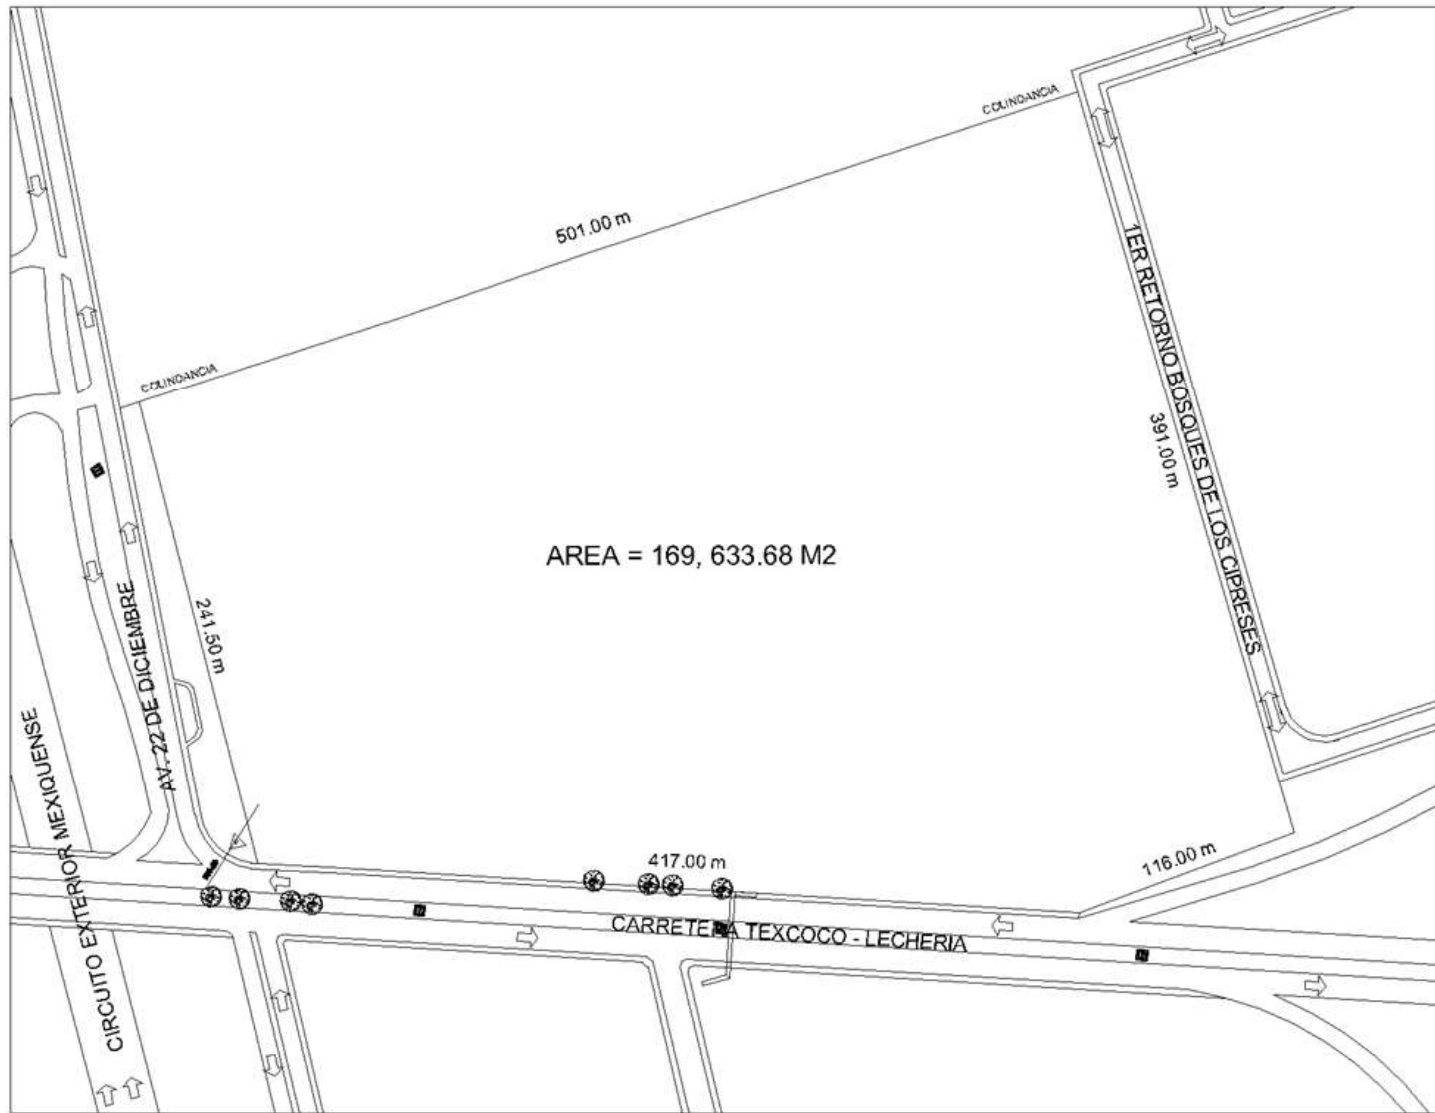 COLINDANCIA
501.00 m
1ER RETORNO BOSQUES DE LOS CIPRESES
COLINDANCIA
391.00 m
AREA = 169, 633.68 M2
241.50 m
AV. 22 DE DICIEMBRE
CIRCUITO EXTERIOR MEXIQUENSE
417.00 m
116.00 m
CARRETERA TEXCOCO - LECHERIA